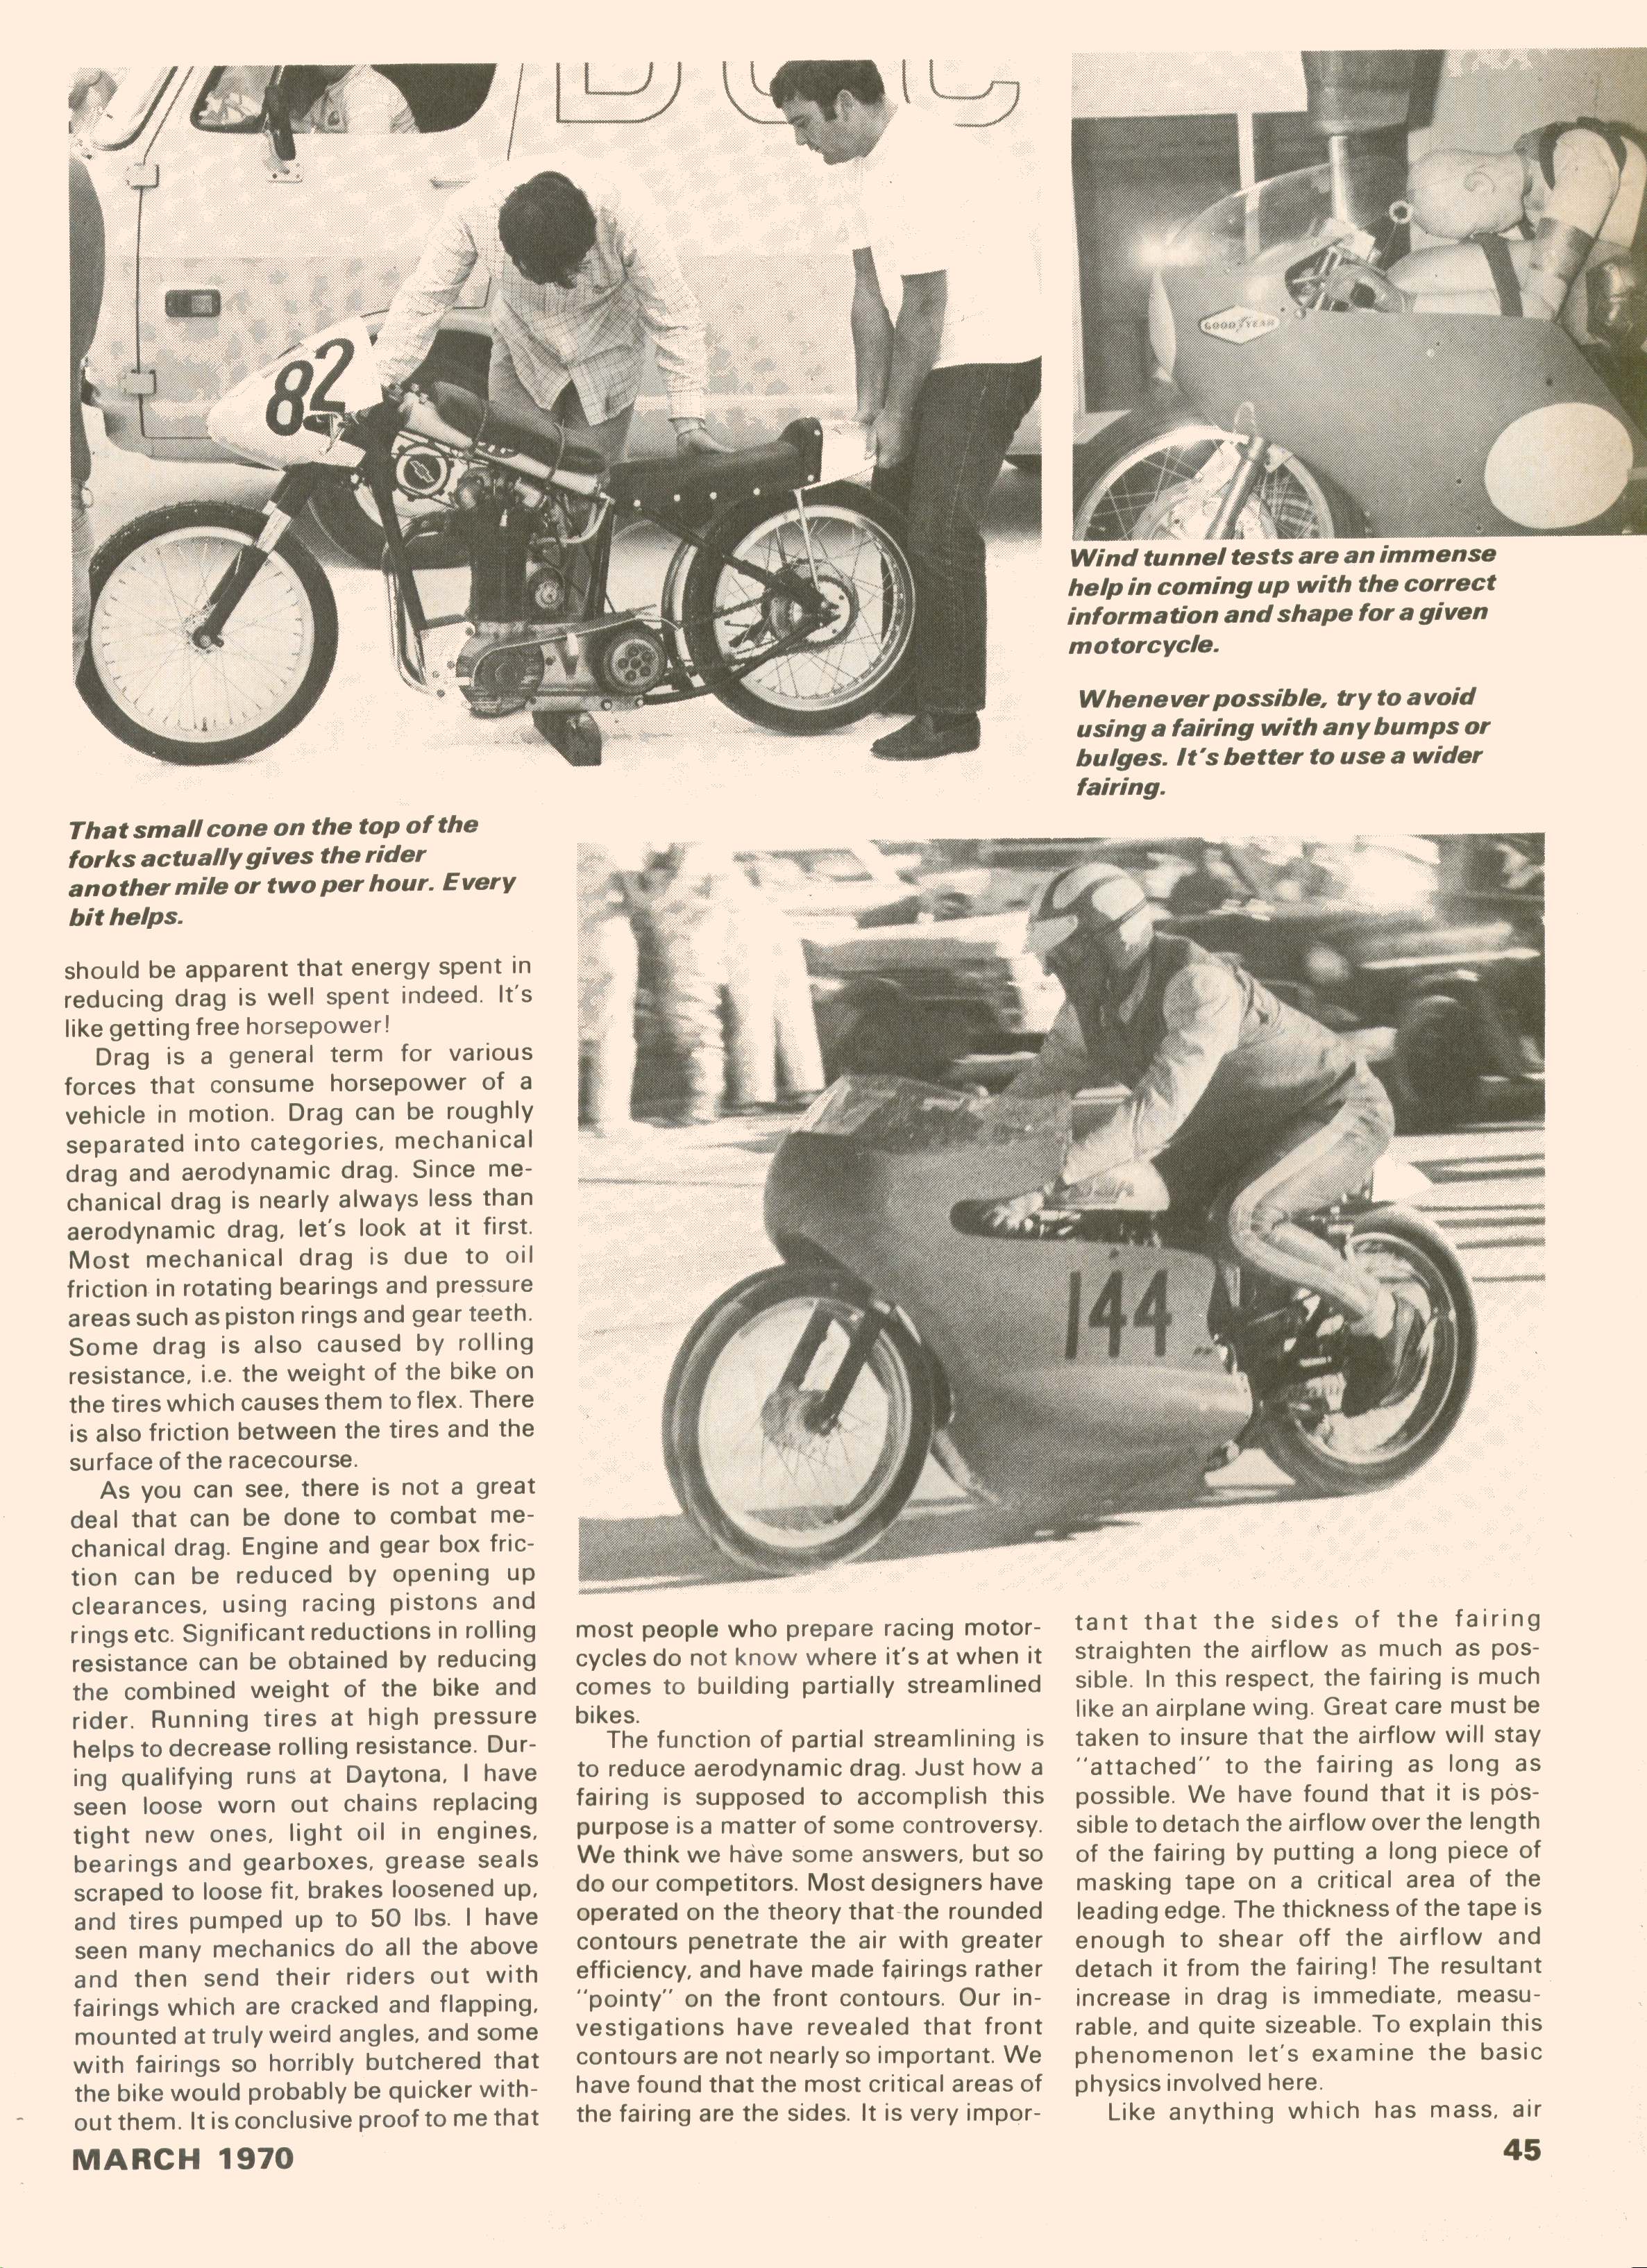 DGC
82
GOODYEAR
Wind tunnel tests are an immense
help in coming up with the correct
information and shape for a given
motorcycle.
Whenever possible, try to avoid
using a fairing with any bumps or
bulges. It's better to use a wider
fairing.
That small cone on the top of the
forks actually gives the rider
another mile or two per hour. Every
bit helps.
144
should be apparent that energy spent in
reducing drag is well spent indeed. It's
like getting free horsepower!
Drag is a general term for various
forces that consume horsepower of a
vehicle in motion. Drag can be roughly
separated into categories, mechanical
drag and aerodynamic drag. Since me-
chanical drag is nearly always less than
aerodynamic drag, let's look at it first.
Most mechanical drag is due to oil
friction in rotating bearings and pressure
areas such as piston rings and gear teeth.
Some drag is also caused by rolling
resistance, i.e. the weight of the bike on
the tires which causes them to flex. There
is also friction between the tires and the
surface of the racecourse.
As you can see, there is not a great
deal that can be done to combat me-
chanical drag. Engine and gear box fric-
tion can be reduced by opening up
clearances, using racing pistons and
rings etc. Significant reductions in rolling
resistance can be obtained by reducing
the combined weight of the bike and
rider. Running tires at high pressure
helps to decrease rolling resistance. Dur-
ing qualifying runs at Daytona, I have
seen loose worn out chains replacing
tight new ones, light oil in engines,
bearings and gearboxes, grease seals
scraped to loose fit, brakes loosened up,
and tires pumped up to 50 lbs. I have
seen many mechanics do all the above
and then send their riders out with
fairings which are cracked and flapping,
mounted at truly weird angles, and some
with fairings so horribly butchered that
the bike would probably be quicker with-
out them. It is conclusive proof to me that
most people who prepare racing motor-
cycles do not know where it's at when it
comes to building partially streamlined
bikes.
The function of partial streamlining is
to reduce aerodynamic drag. Just how a
fairing is supposed to accomplish this
purpose is a matter of some controversy.
We think we have some answers, but so
do our competitors. Most designers have
operated on the theory that the rounded
contours penetrate the air with greater
efficiency, and have made fairings rather
"pointy" on the front contours. Our in-
vestigations have revealed that front
contours are not nearly so important. We
have found that the most critical areas of
the fairing are the sides. It is very impor-
tant that the sides of the fairing
straighten the airflow as much as pos-
sible. In this respect, the fairing is much
like an airplane wing. Great care must be
taken to insure that the airflow will stay
"attached" to the fairing as long as
possible. We have found that it is pos-
sible to detach the airflow over the length
of the fairing by putting a long piece of
masking tape on a critical area of the
leading edge. The thickness of the tape is
enough to shear off the airflow and
detach it from the fairing! The resultant
increase in drag is immediate, measu-
rable, and quite sizeable. To explain this
phenomenon let's examine the basic
physics involved here.
Like anything which has mass, air
MARCH 1970
45